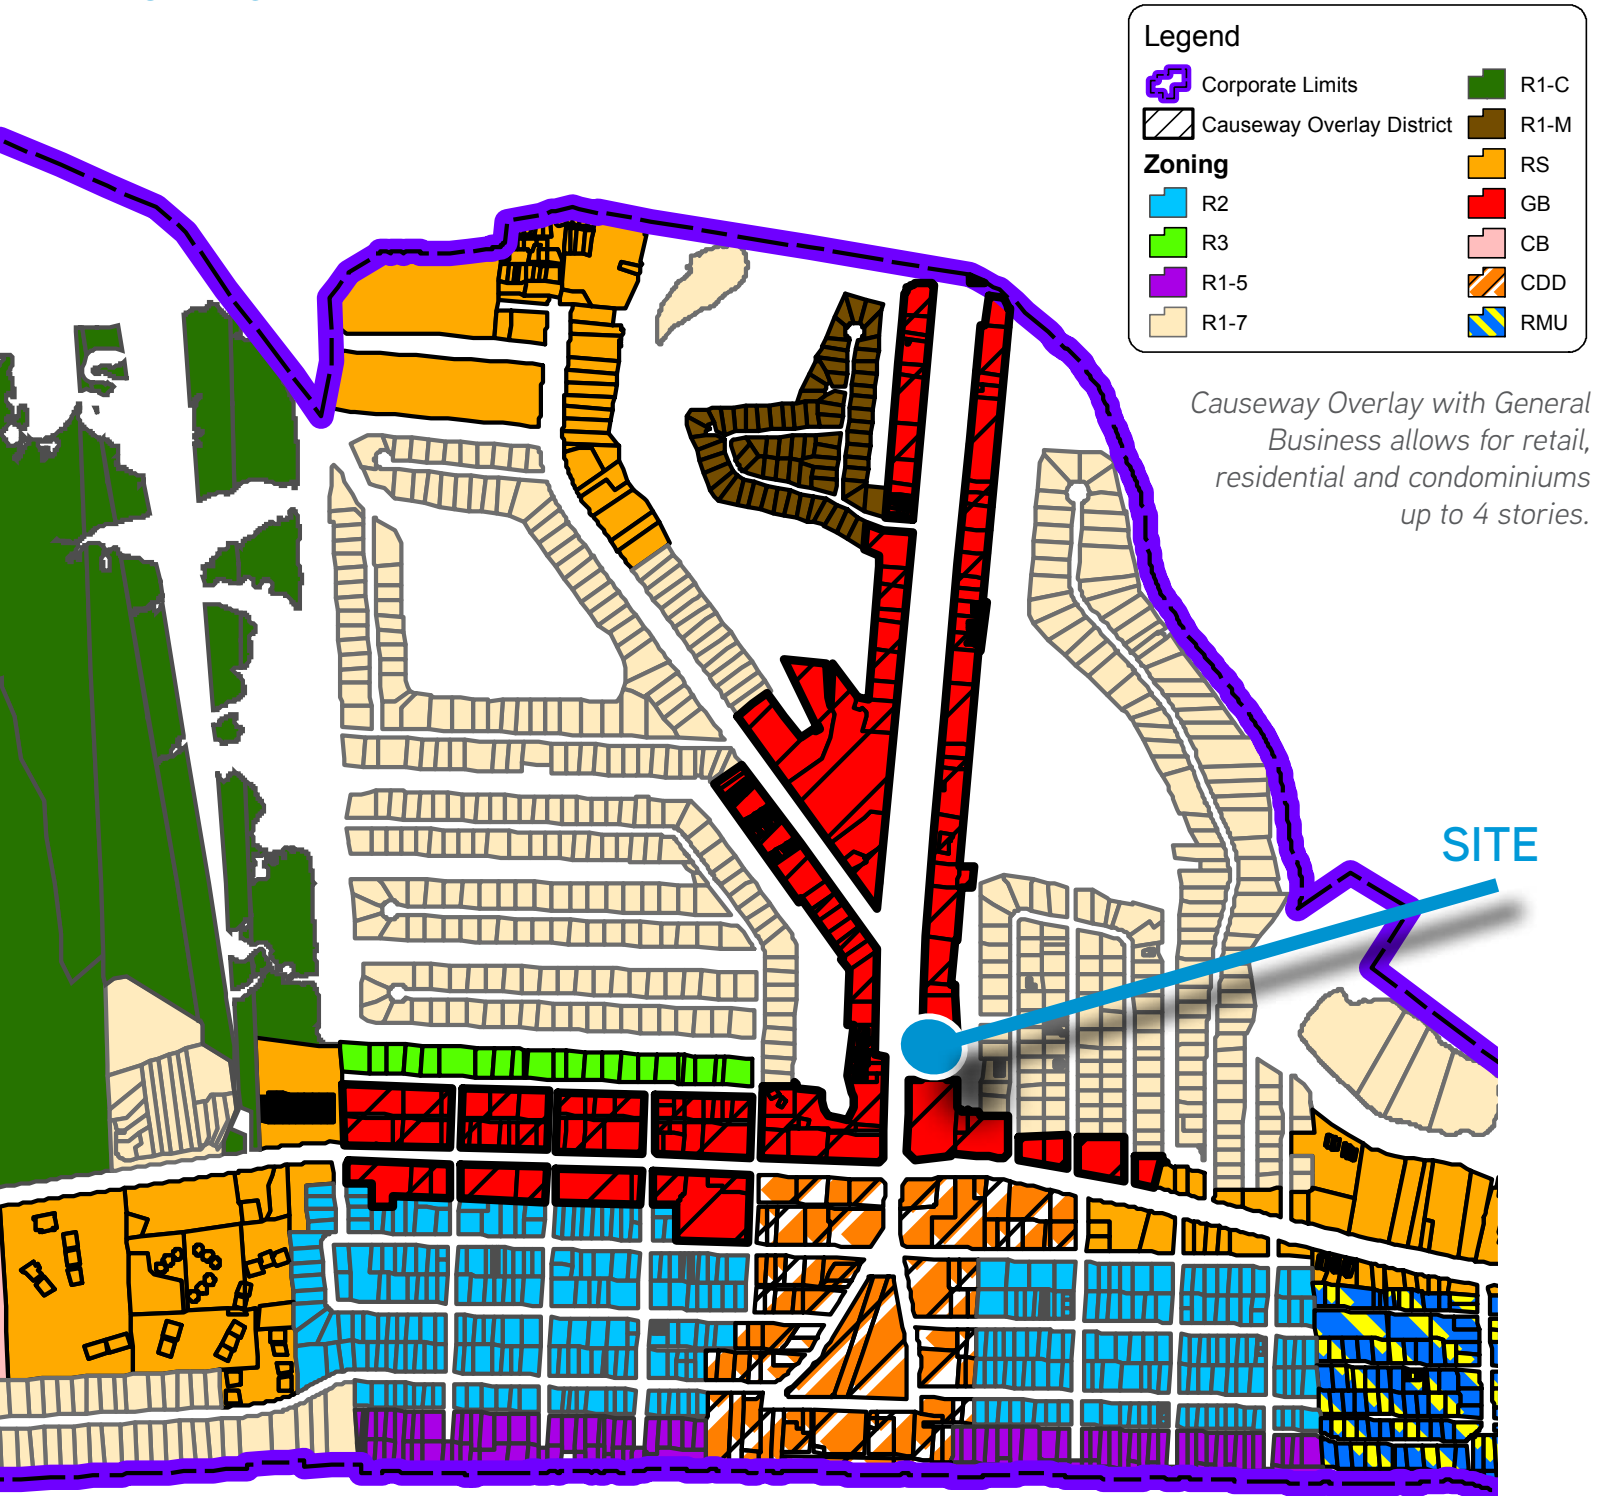 Legend
Corporate Limits
Causeway Overlay District
Zoning
R2
R3
R1-5
R1-7
R1-C
R1-M
RS
GB
CB
CDD
RMU
Causeway Overlay with General
Business allows for retail,
residential and condominiums
up to 4 stories.
SITE